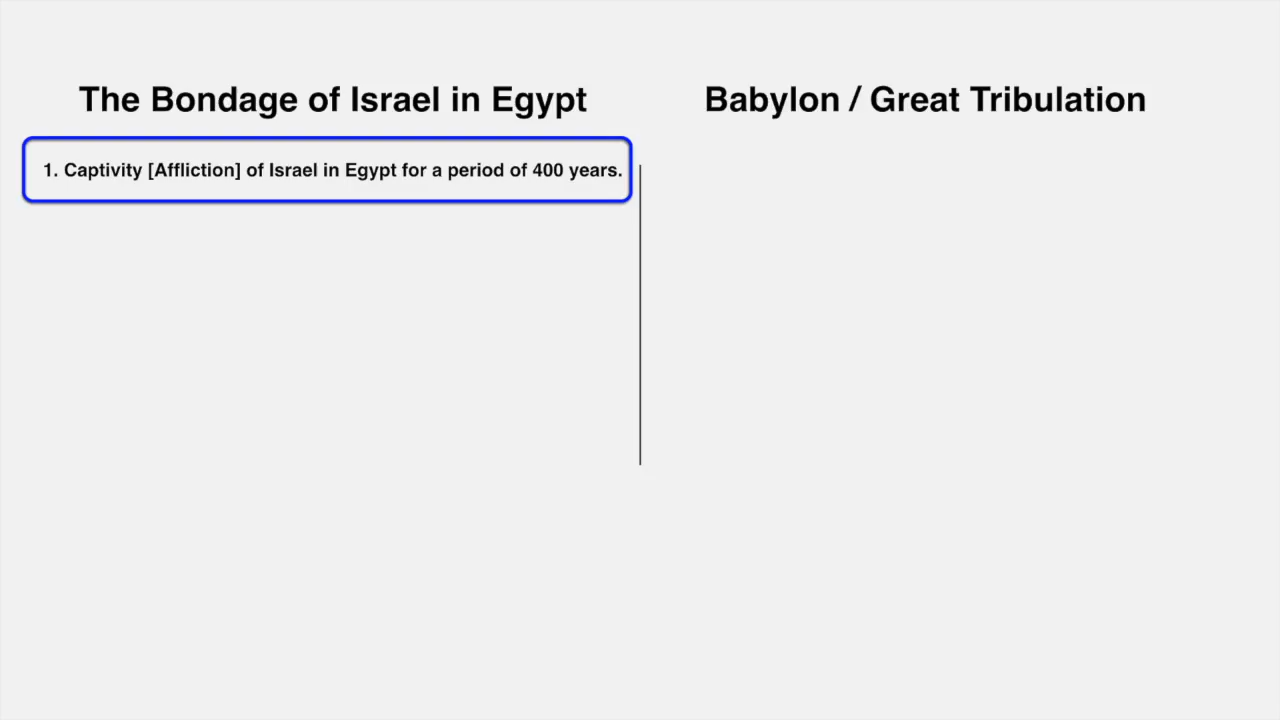 The Bondage of Israel in Egypt
Babylon / Great Tribulation
1. Captivity [Affliction] of Israel in Egypt for a period of 400 years.